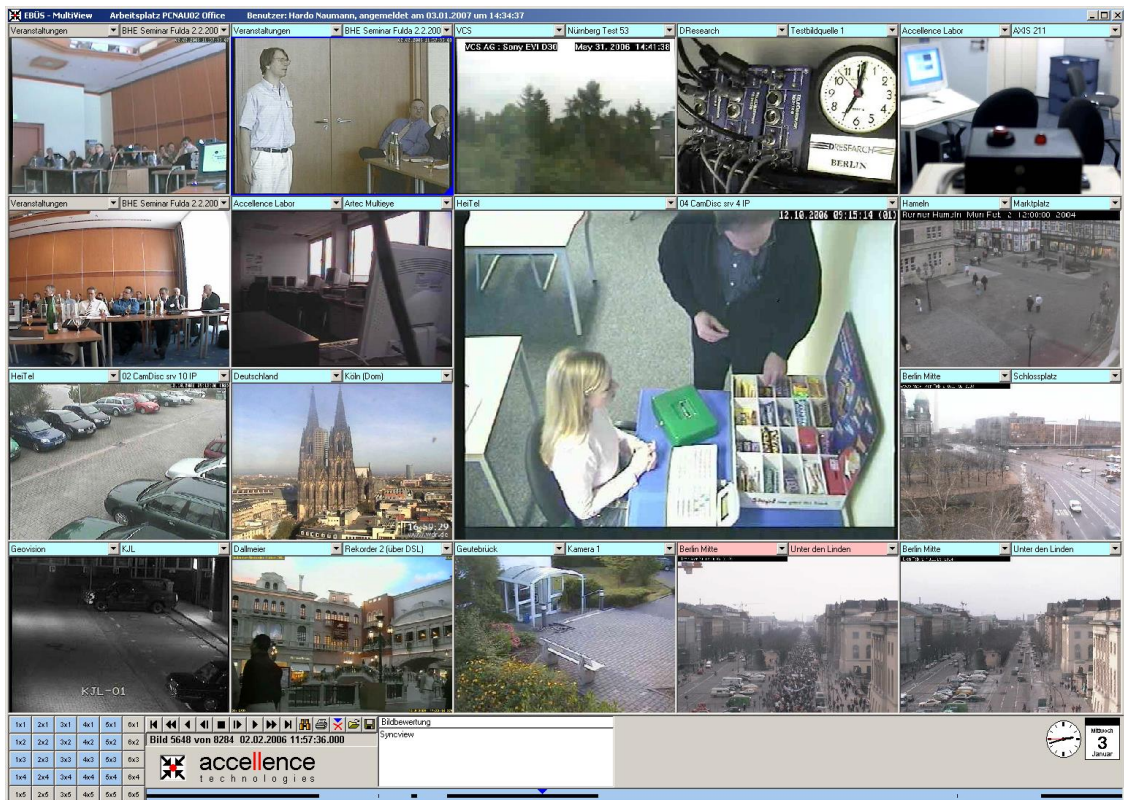 EBÜS - MultiView Arbeitsplatz PCNAU02 Office Benutzer: Hardo Naumann, angemeldet am 03.01.2007 um 14:34:37
Veranstaltungen BHE Seminar Fulda 2.2.200 Veranstaltungen BHE Seminar Fulda 2.2.200 VCS Nürnberg Test 53 DResearch Testbildquelle 1 Accellence Labor AXIS 211
VCS AG : Sony EVI D30 May 31. 2006 14:41:38
DRESEARCH
BERLIN
Veranstaltungen BHE Seminar Fulda 2.2.200 Accellence Labor Artec Multieye HeiTel 04 CamDisc srv 4 IP Hameln Marktplatz
12.10.2006 09:15:14 (01)
HeiTel 02 CamDisc srv 10 IP Deutschland Köln (Dom) Berlin Mitte Schlossplatz
16:59:29
Geovision KJL Dallmeier Rekorder 2 (über DSL) Geutebrück Kamera 1 Berlin Mitte Unter den Linden Berlin Mitte Unter den Linden
KJL-01
1x1 2x1 3x1 4x1 5x1 6x1
1x2 2x2 3x2 4x2 5x2 6x2
1x3 2x3 3x3 4x3 5x3 6x3
1x4 2x4 3x4 4x4 5x4 6x4
1x5 2x5 3x5 4x5 5x5 6x5
Bild 5648 von 8284 02.02.2006 11:57:36.000
accellence
technologies
Bildbewertung
Syncview
Mittwoch
3
Januar